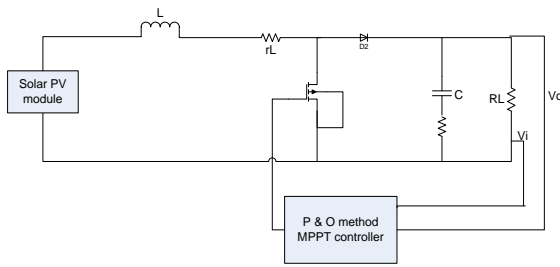 L
rL
D2
Solar PV
module
C
RL
Vo
Vi
P & O method
MPPT controller